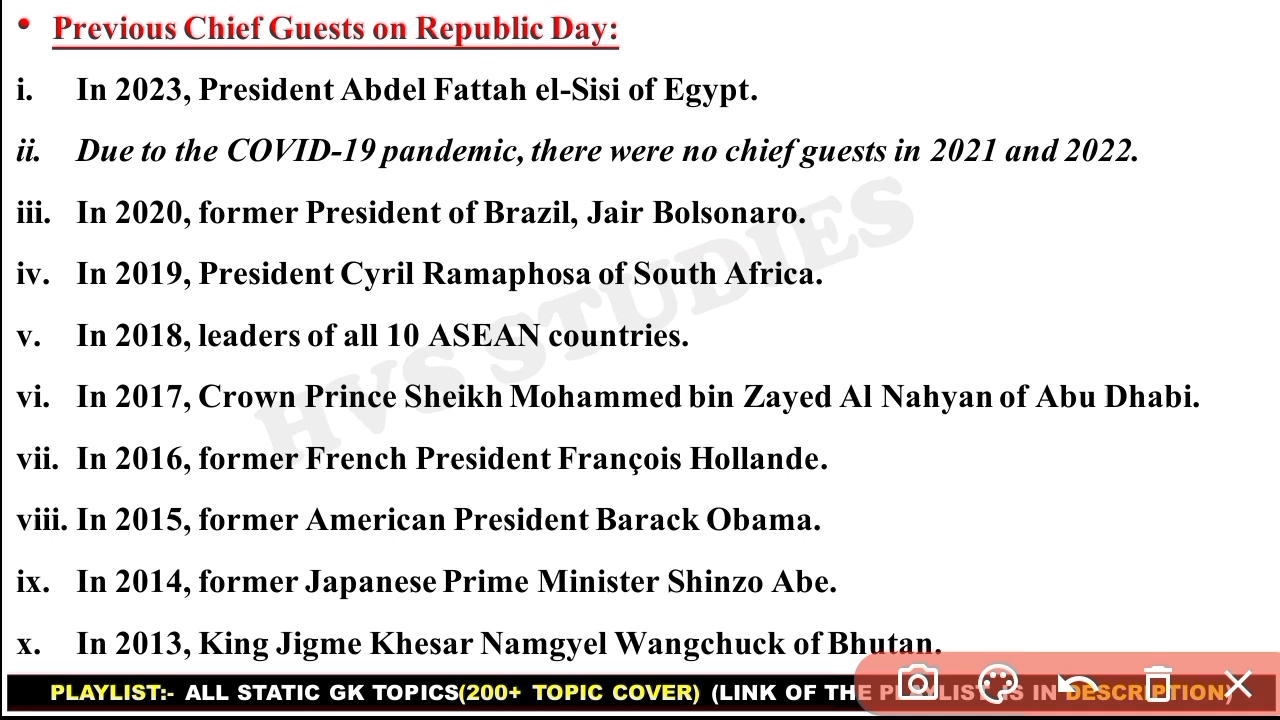 • Previous Chief Guests on Republic Day:
i. In 2023, President Abdel Fattah el-Sisi of Egypt.
ii. Due to the COVID-19 pandemic, there were no chief guests in 2021 and 2022.
iii. In 2020, former President of Brazil, Jair Bolsonaro.
iv. In 2019, President Cyril Ramaphosa of South Africa.
v. In 2018, leaders of all 10 ASEAN countries.
vi. In 2017, Crown Prince Sheikh Mohammed bin Zayed Al Nahyan of Abu Dhabi.
vii. In 2016, former French President François Hollande.
viii. In 2015, former American President Barack Obama.
ix. In 2014, former Japanese Prime Minister Shinzo Abe.
x. In 2013, King Jigme Khesar Namgyel Wangchuck of Bhutan.
HVS STUDIES
PLAYLIST:- ALL STATIC GK TOPICS(200+ TOPIC COVER) (LINK OF THE PLAYLIST IS IN DESCRIPTION)